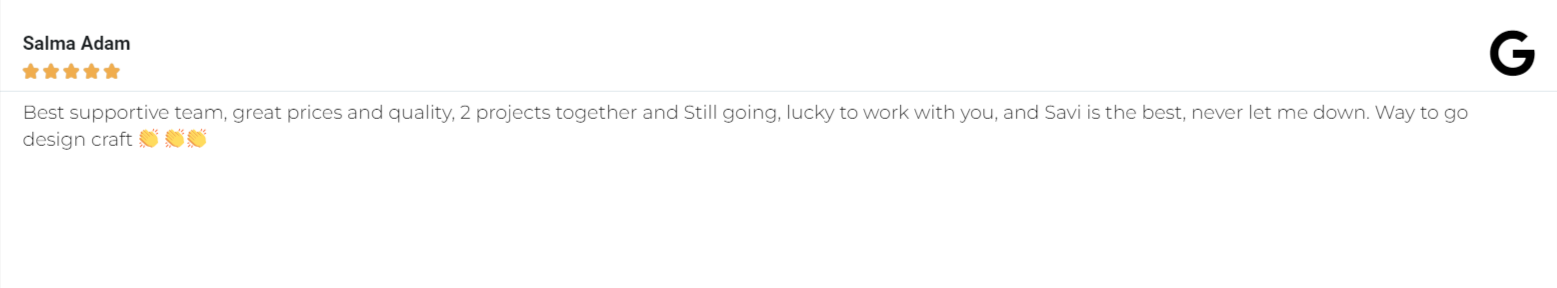 Salma Adam
G
Best supportive team, great prices and quality, 2 projects together and Still going, lucky to work with you, and Savi is the best, never let me down. Way to go
design craft 👏 👏👏